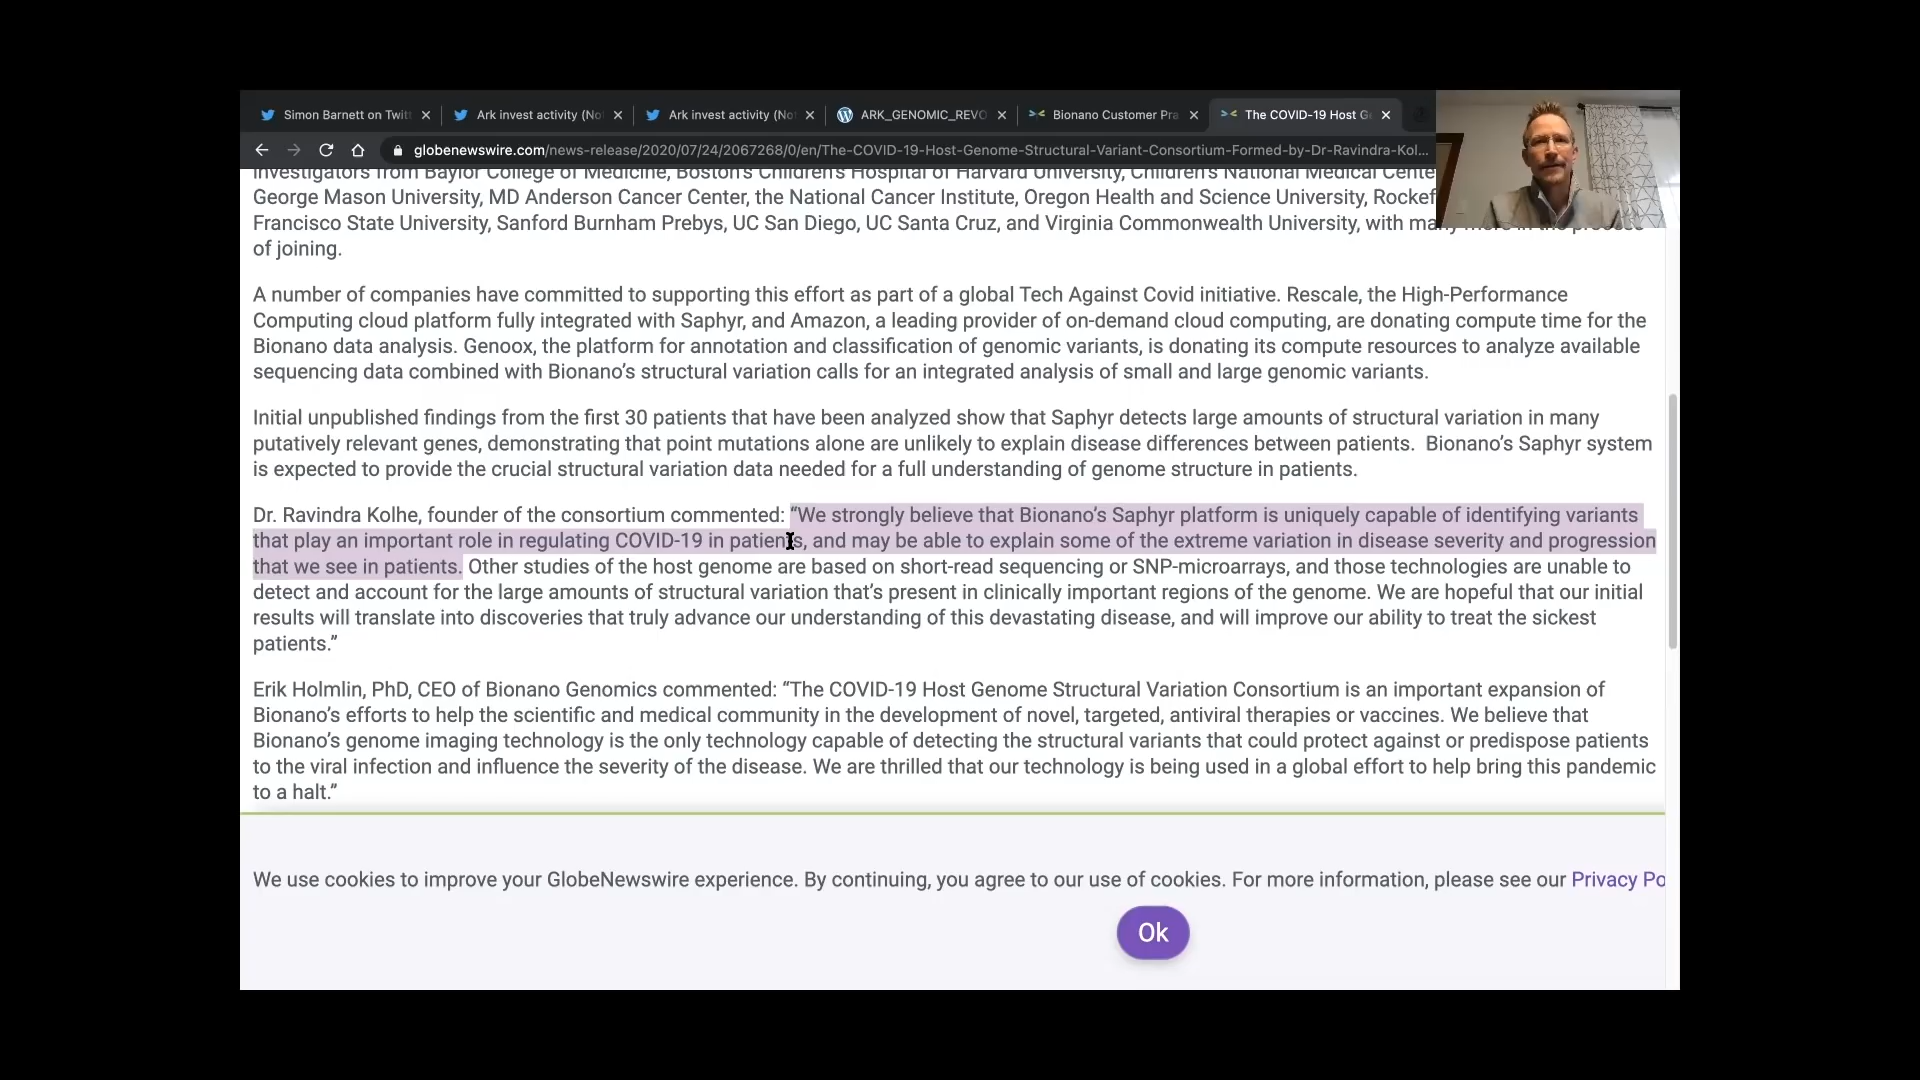 Simon Barnett on Twitt
Ark invest activity (No
Ark invest activity (No
ARK_GENOMIC_REVO
Bionano Customer Pra
The COVID-19 Host G
globenewswire.com/news-release/2020/07/24/2067268/0/en/The-COVID-19-Host-Genome-Structural-Variant-Consortium-Formed-by-Dr-Ravindra-Kol...
investigators from Baylor College of Medicine, Boston's Children's Hospital of Harvard University, Children's National Medical Cente
George Mason University, MD Anderson Cancer Center, the National Cancer Institute, Oregon Health and Science University, Rockef
Francisco State University, Sanford Burnham Prebys, UC San Diego, UC Santa Cruz, and Virginia Commonwealth University, with many more in the process
of joining.
A number of companies have committed to supporting this effort as part of a global Tech Against Covid initiative. Rescale, the High-Performance
Computing cloud platform fully integrated with Saphyr, and Amazon, a leading provider of on-demand cloud computing, are donating compute time for the
Bionano data analysis. Genoox, the platform for annotation and classification of genomic variants, is donating its compute resources to analyze available
sequencing data combined with Bionano's structural variation calls for an integrated analysis of small and large genomic variants.
Initial unpublished findings from the first 30 patients that have been analyzed show that Saphyr detects large amounts of structural variation in many
putatively relevant genes, demonstrating that point mutations alone are unlikely to explain disease differences between patients. Bionano's Saphyr system
is expected to provide the crucial structural variation data needed for a full understanding of genome structure in patients.
Dr. Ravindra Kolhe, founder of the consortium commented: “We strongly believe that Bionano's Saphyr platform is uniquely capable of identifying variants
that play an important role in regulating COVID-19 in patients, and may be able to explain some of the extreme variation in disease severity and progression
that we see in patients. Other studies of the host genome are based on short-read sequencing or SNP-microarrays, and those technologies are unable to
detect and account for the large amounts of structural variation that's present in clinically important regions of the genome. We are hopeful that our initial
results will translate into discoveries that truly advance our understanding of this devastating disease, and will improve our ability to treat the sickest
patients.”
Erik Holmlin, PhD, CEO of Bionano Genomics commented: “The COVID-19 Host Genome Structural Variation Consortium is an important expansion of
Bionano's efforts to help the scientific and medical community in the development of novel, targeted, antiviral therapies or vaccines. We believe that
Bionano's genome imaging technology is the only technology capable of detecting the structural variants that could protect against or predispose patients
to the viral infection and influence the severity of the disease. We are thrilled that our technology is being used in a global effort to help bring this pandemic
to a halt.”
We use cookies to improve your GlobeNewswire experience. By continuing, you agree to our use of cookies. For more information, please see our Privacy Po
Ok